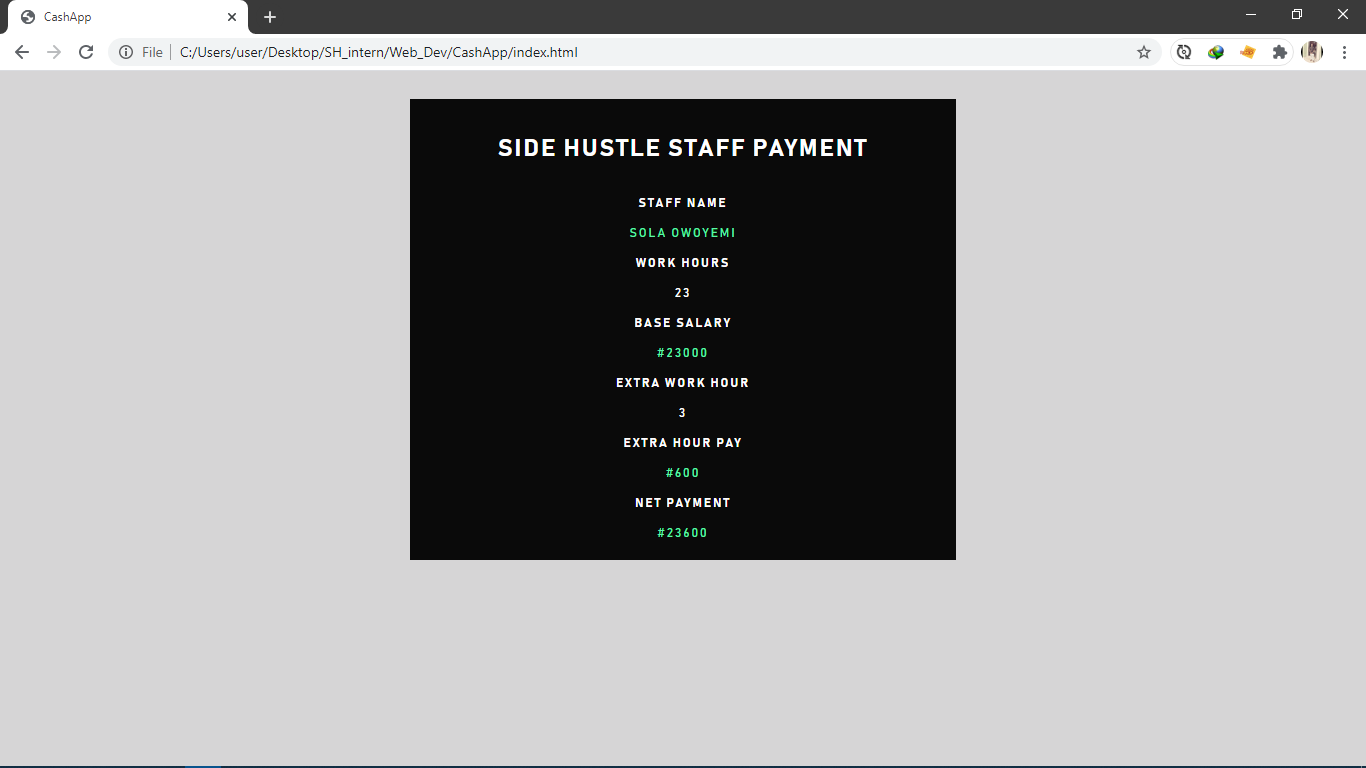 CashApp
File
C:/Users/user/Desktop/SH_intern/Web_Dev/CashApp/index.html
SIDE HUSTLE STAFF PAYMENT
STAFF NAME
SOLA OWOYEMI
WORK HOURS
23
BASE SALARY
#23000
EXTRA WORK HOUR
3
EXTRA HOUR PAY
#600
NET PAYMENT
#23600